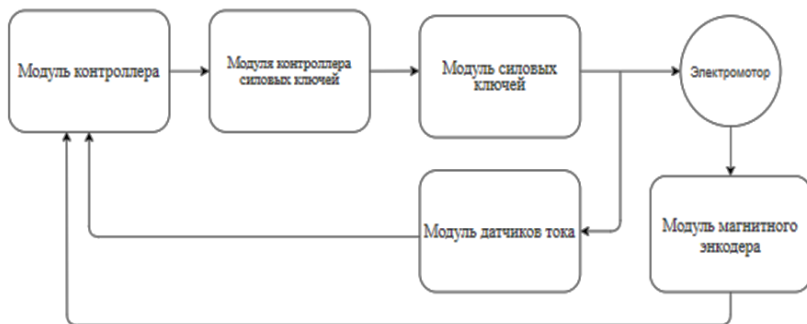 Модуль контроллера
Модуля контроллера
силовых ключей
Модуль силовых
ключей
Электромотор
Модуль датчиков тока
Модуль магнитного
энкодера